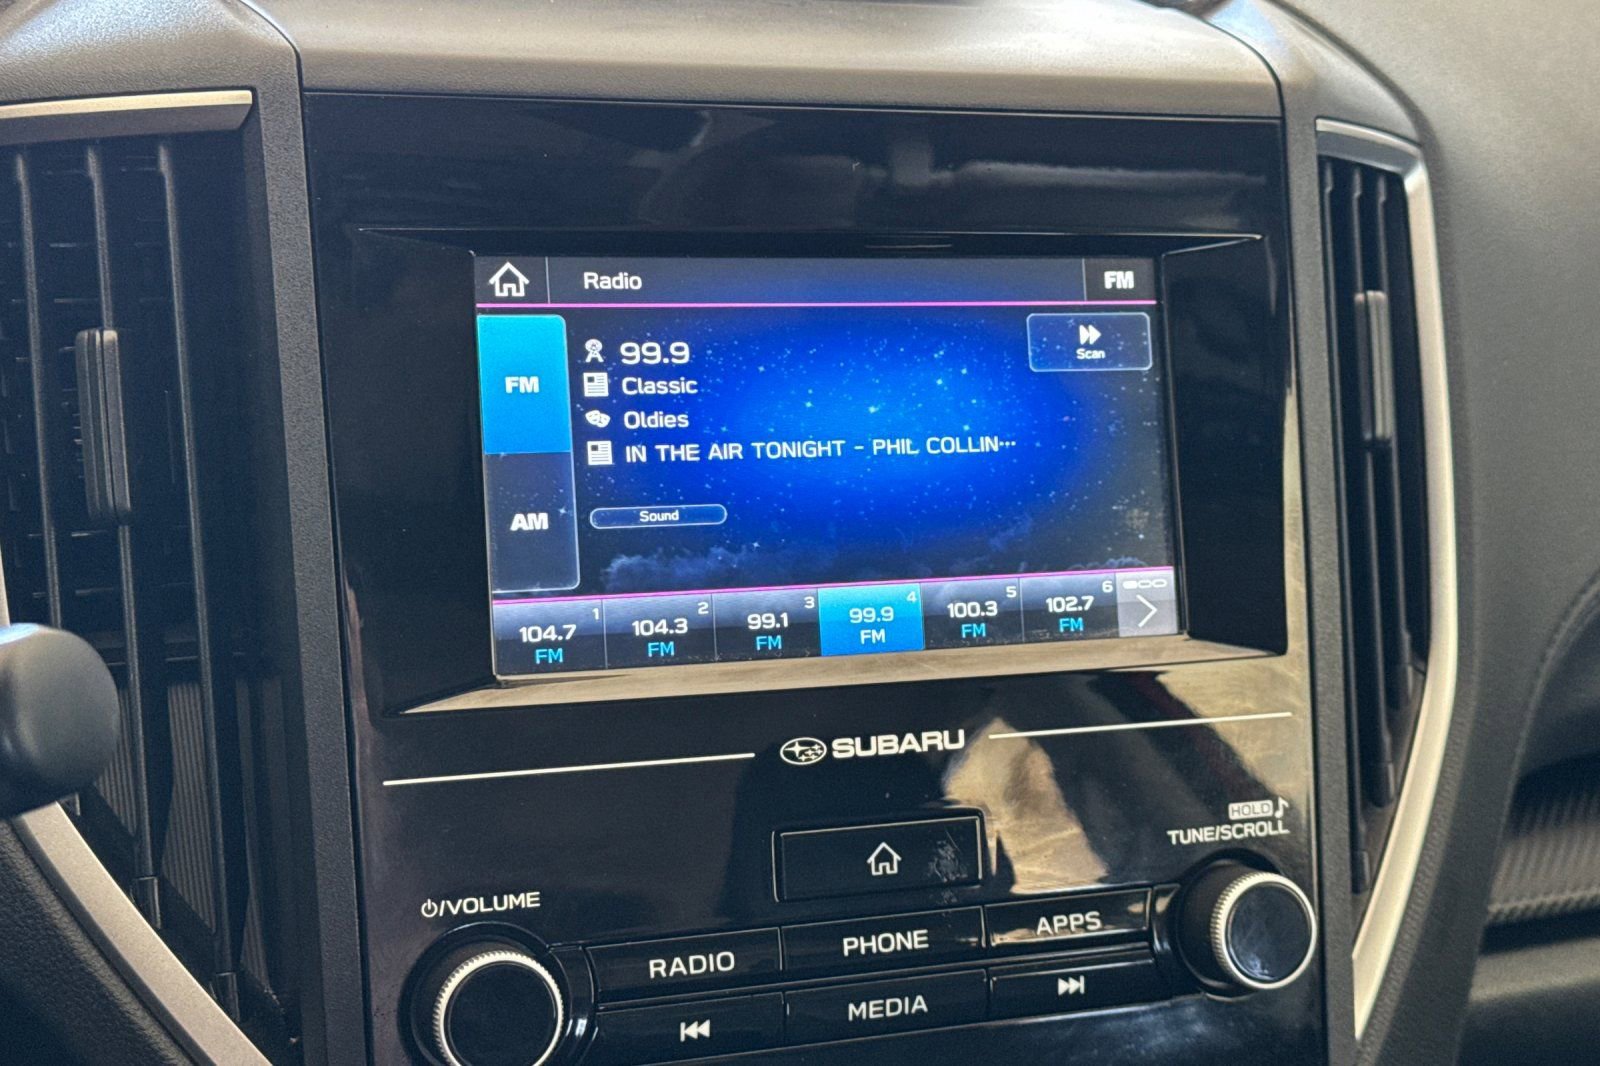 Radio FM
99.9
Scan
FM
Classic
Oldies
IN THE AIR TONIGHT - PHIL COLLIN···
AM
Sound
1 2 3 4 5 6
104.7 104.3 99.1 99.9 100.3 102.7
FM FM FM FM FM FM
SUBARU
HOLD
TUNE/SCROLL
/VOLUME
RADIO PHONE APPS
MEDIA